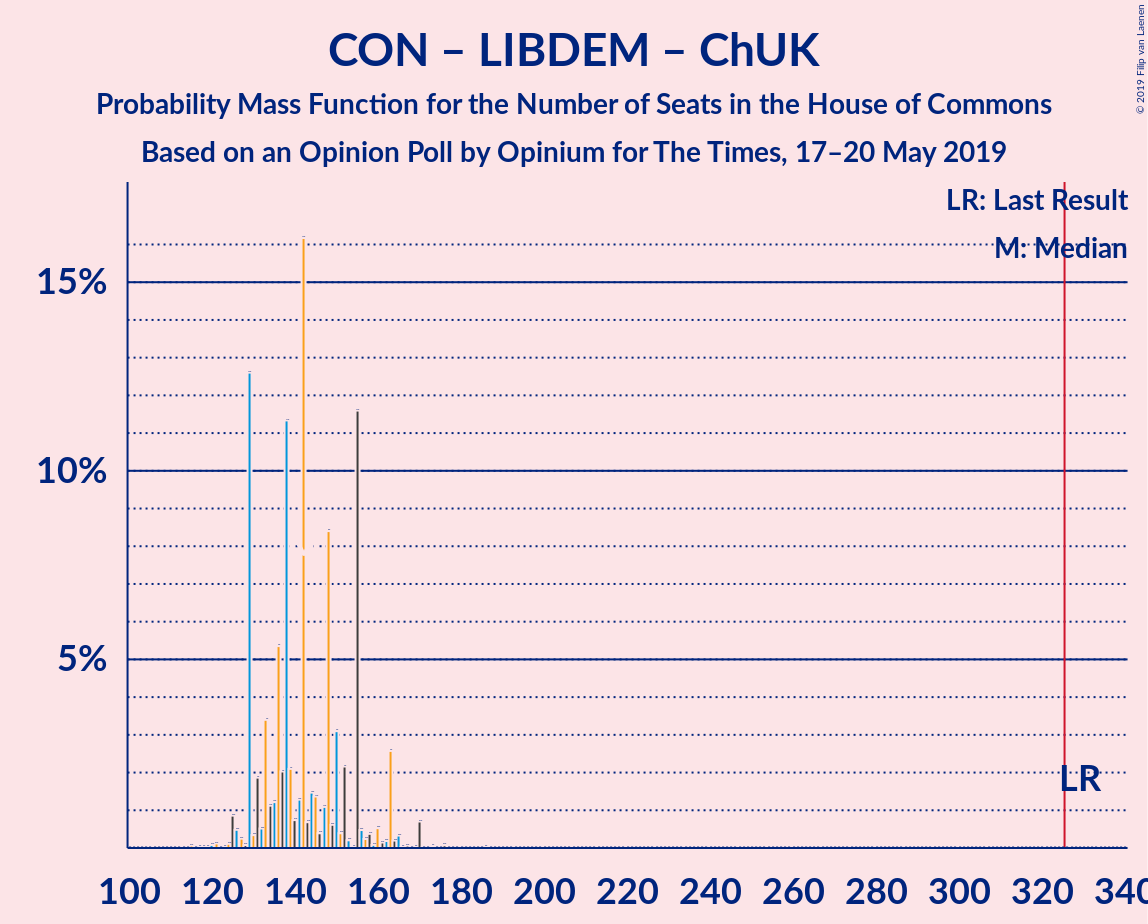 CON – LIBDEM – ChUK
Probability Mass Function for the Number of Seats in the House of Commons
Based on an Opinion Poll by Opinium for The Times, 17–20 May 2019
© 2019 Filip van Laenen
LR: Last Result
M: Median
15%
10%
5%
LR
100 120 140 160 180 200 220 240 260 280 300 320 340